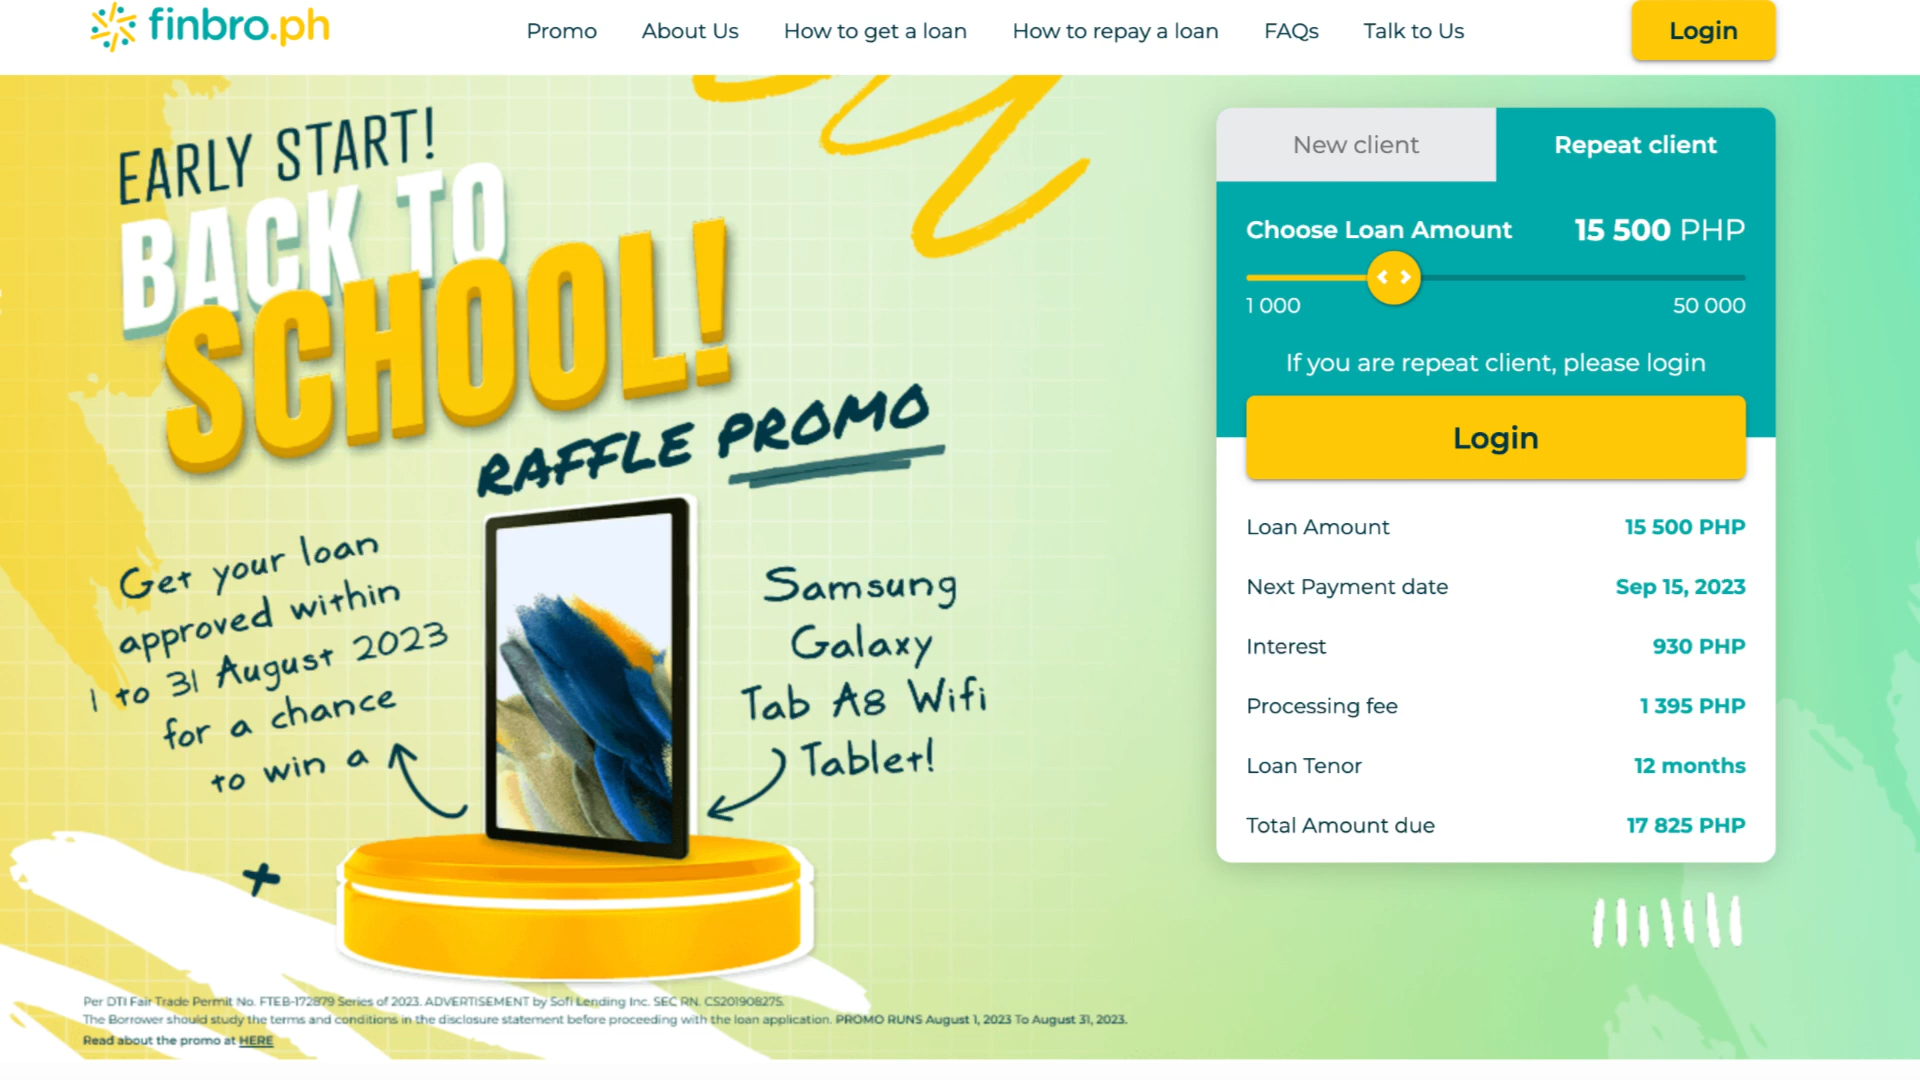 finbro.ph
Promo
About Us
How to get a loan
How to repay a loan
FAQs
Talk to Us
Login
EARLY START!
BACK TO
SCHOOL!
RAFFLE PROMO
Get your loan
approved within
1 to 31 August 2023
for a chance
to win a
Samsung
Galaxy
Tab A8 Wifi
Tablet!
Per DTI Fair Trade Permit No. FTEB-172879 Series of 2023. ADVERTISEMENT by Sofi Lending Inc. SEC RN. CS201908275.
The Borrower should study the terms and conditions in the disclosure statement before proceeding with the loan application. PROMO RUNS August 1, 2023 To August 31, 2023.
Read about the promo at HERE
New client
Repeat client
Choose Loan Amount 15 500 PHP
1 000 50 000
If you are repeat client, please login
Login
Loan Amount 15 500 PHP
Next Payment date Sep 15, 2023
Interest 930 PHP
Processing fee 1 395 PHP
Loan Tenor 12 months
Total Amount due 17 825 PHP